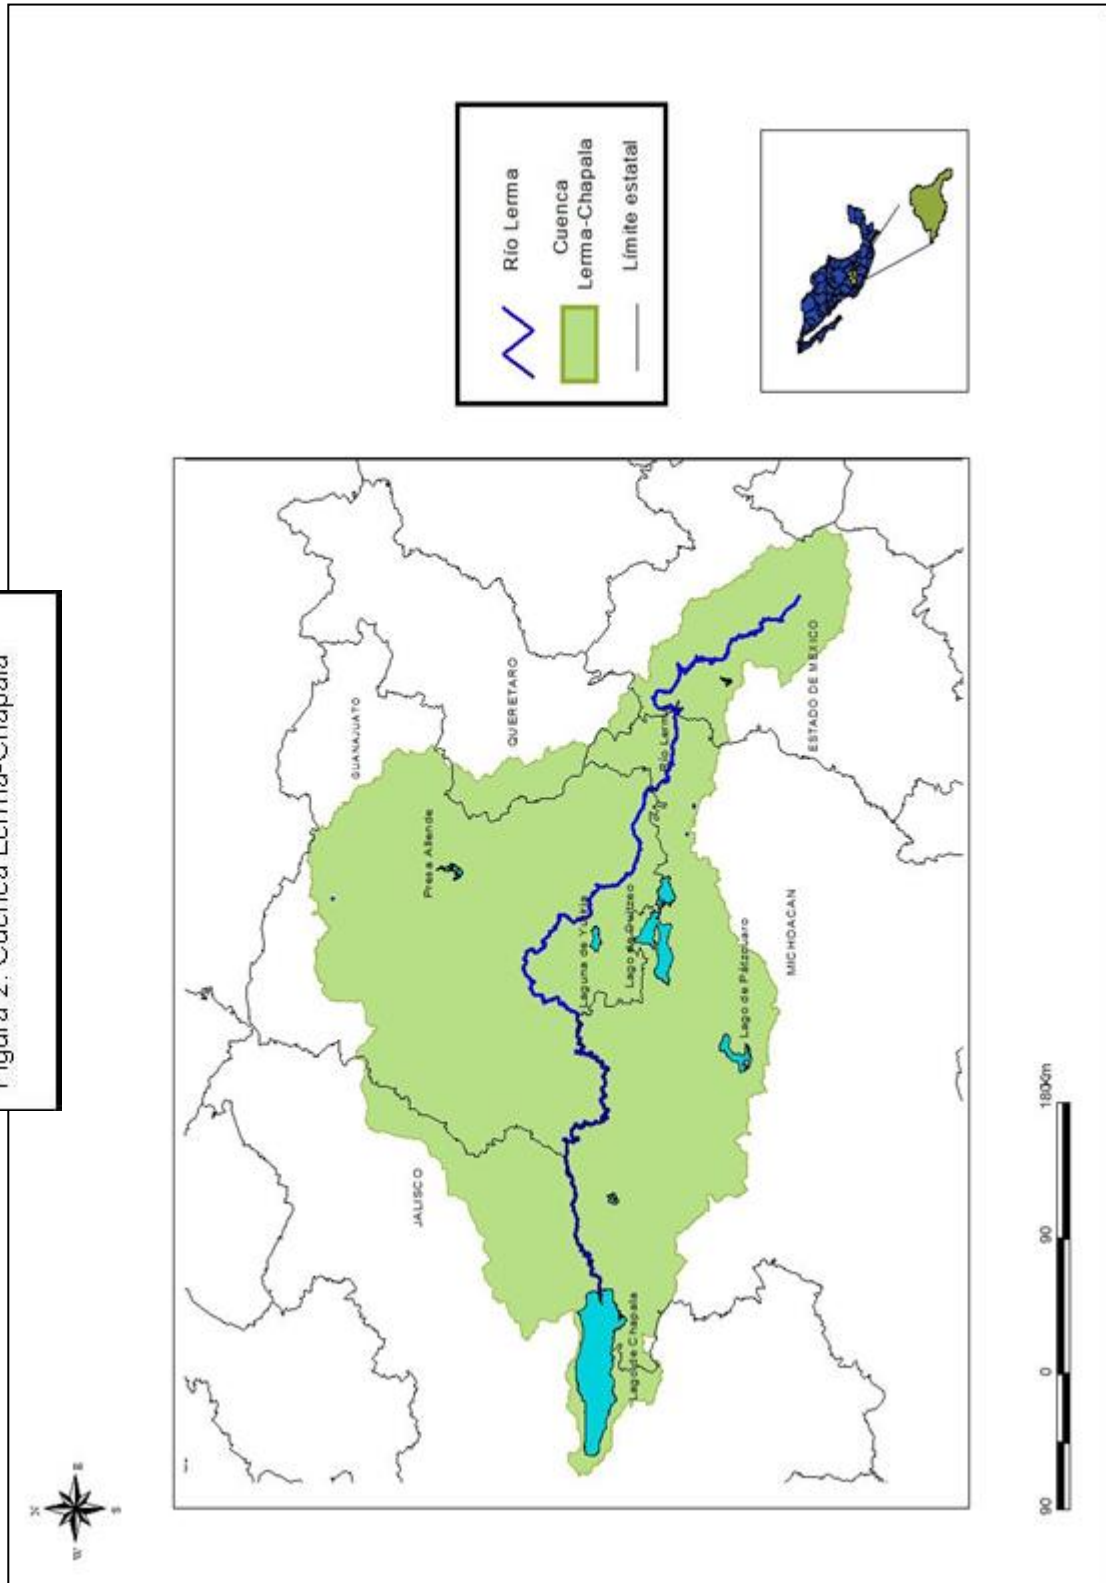 Figura 2. Cuenca Lerma-Chapala
N
W
E
S
Río Lerma
Cuenca
Lerma-Chapala
Límite estatal
GUANAJUATO
QUERETARO
JALISCO
Presa Allende
Río Lerma
Laguna de Yuriria
Lago de Cuitzeo
Lago de Chapala
Lago de Pátzcuaro
MICHOACAN
ESTADO DE MEXICO
90 0 90 180Km